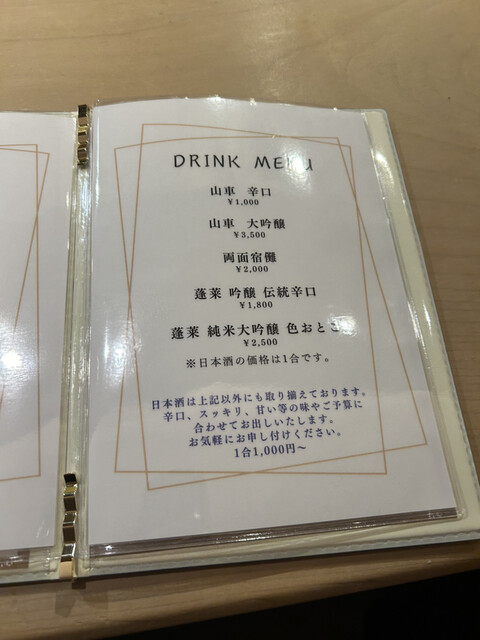 DRINK MENU
山車 辛口
¥1,000
山車 大吟醸
¥3,500
両面宿儺
¥2,000
蓬莱 吟醸 伝統辛口
¥1,800
蓬莱 純米大吟醸 色おとこ
¥2,500
※日本酒の価格は1合です。
日本酒は上記以外にも取り揃えております。
辛口、スッキリ、甘い等の味やご予算に
合わせてお出しいたします。
お気軽にお申し付けください。
1合1,000円～